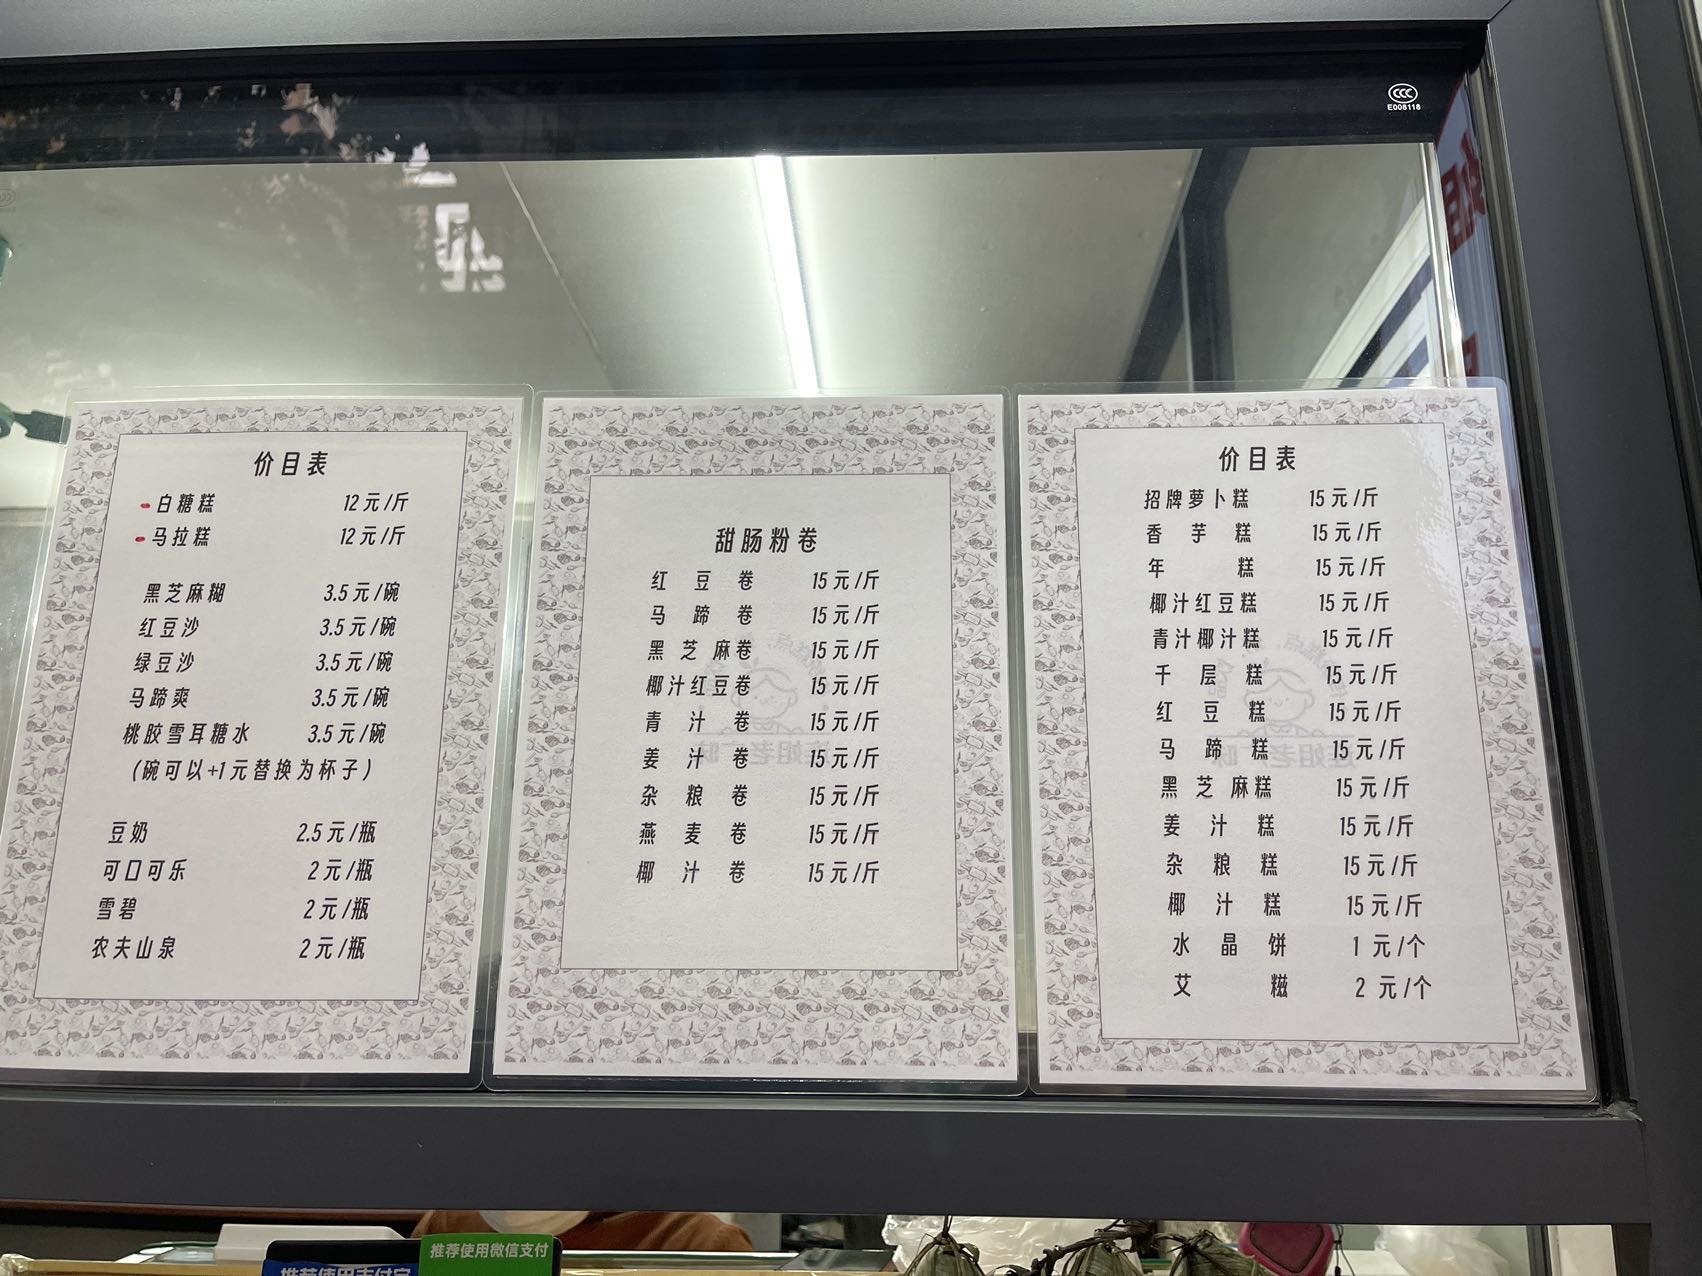 CCC
E008118
价目表
白糖糕 12元/斤
马拉糕 12元/斤
黑芝麻糊 3.5元/碗
红豆沙 3.5元/碗
绿豆沙 3.5元/碗
马蹄爽 3.5元/碗
桃胶雪耳糖水 3.5元/碗
(碗可以+1元替换为杯子)
豆奶 2.5元/瓶
可口可乐 2元/瓶
雪碧 2元/瓶
农夫山泉 2元/瓶
甜肠粉卷
红豆卷 15元/斤
马蹄卷 15元/斤
黑芝麻卷 15元/斤
椰汁红豆卷 15元/斤
青汁卷 15元/斤
姜汁卷 15元/斤
杂粮卷 15元/斤
燕麦卷 15元/斤
椰汁卷 15元/斤
价目表
招牌萝卜糕 15元/斤
香芋糕 15元/斤
年糕 15元/斤
椰汁红豆糕 15元/斤
青汁椰汁糕 15元/斤
千层糕 15元/斤
红豆糕 15元/斤
马蹄糕 15元/斤
黑芝麻糕 15元/斤
姜汁糕 15元/斤
杂粮糕 15元/斤
椰汁糕 15元/斤
水晶饼 1元/个
艾糍 2元/个
推荐使用微信支付
推荐使用支付宝